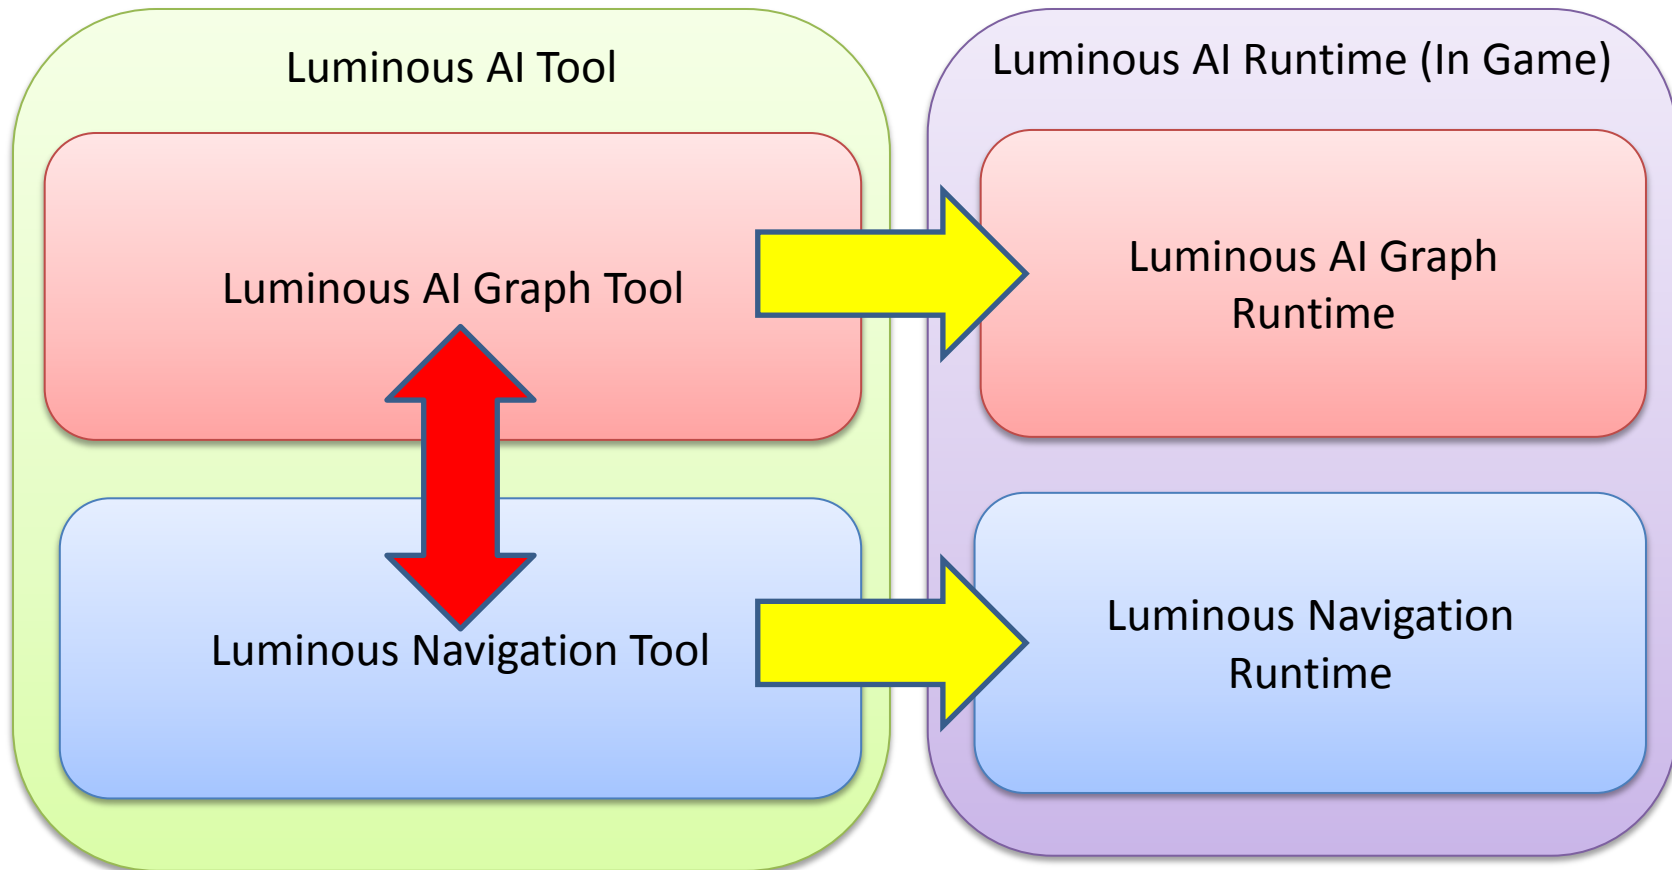 Luminous AI Tool
Luminous AI Graph Tool
Luminous Navigation Tool
Luminous AI Runtime (In Game)
Luminous AI Graph
Runtime
Luminous Navigation
Runtime